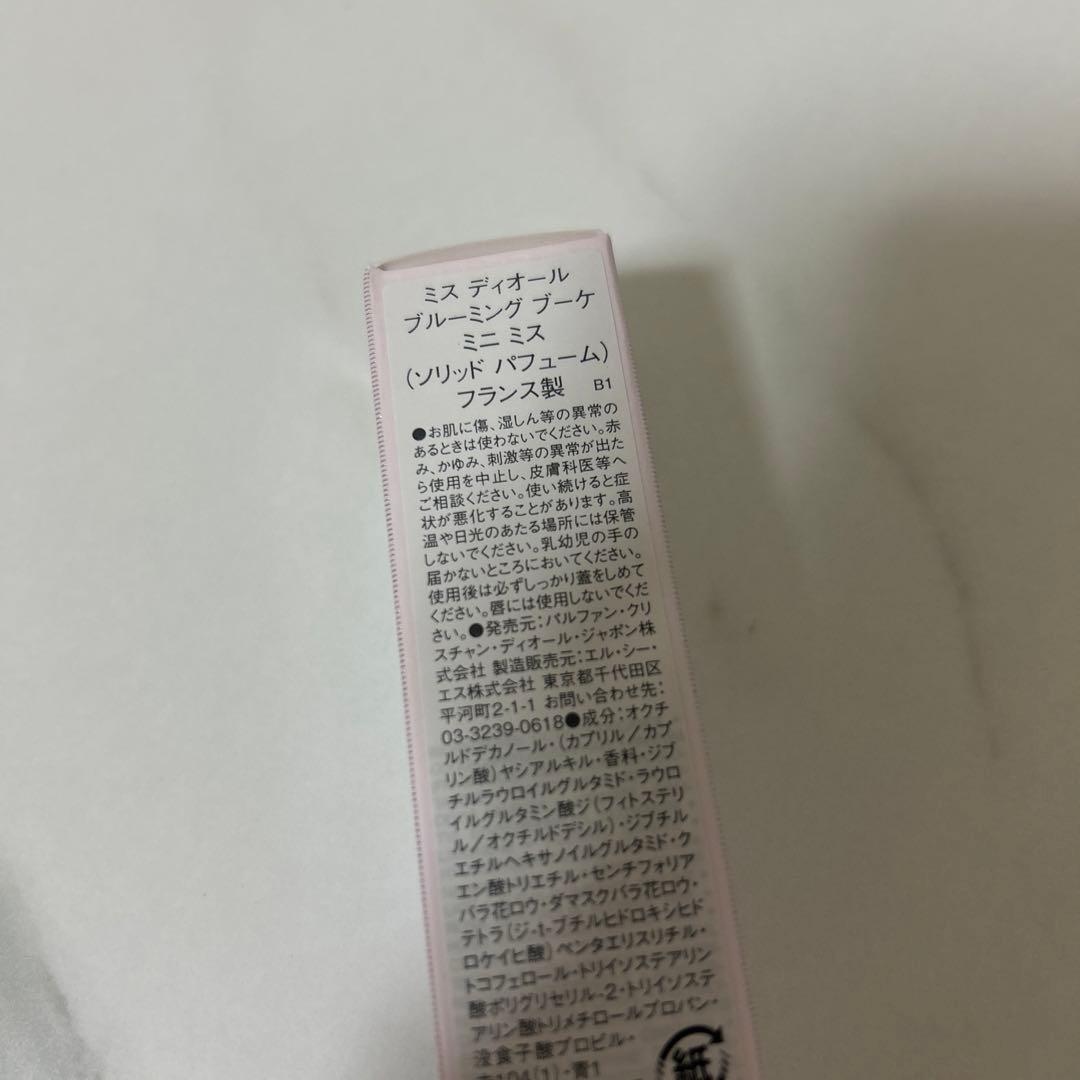 ミス ディオール
ブルーミング ブーケ
ミニ ミス
(ソリッド パフューム)
フランス製 B1
●お肌に傷、湿しん等の異常の
あるときは使わないでください。赤
み、かゆみ、刺激等の異常が出た
ら使用を中止し、皮膚科医等へ
ご相談ください。使い続けると症
状が悪化することがあります。高
温や日光のあたる場所には保管
しないでください。乳幼児の手の
届かないところにおいてください。
使用後は必ずしっかり蓋をしめて
ください。唇には使用しないでくだ
さい。●発売元:パルファン・クリ
スチャン・ディオール・ジャポン株
式会社 製造販売元:エル・シー・
エス株式会社 東京都千代田区
平河町2-1-1 お問い合わせ先:
03-3239-0618●成分:オクチ
ルドデカノール・(カプリル/カプ
リン酸)ヤシアルキル・香料・ジブ
チルラウロイルグルタミド・ラウロ
イルグルタミン酸ジ(フィトステリ
ル/オクチルドデシル)・ジブチル
エチルヘキサノイルグルタミド・ク
エン酸トリエチル・センチフォリア
バラ花ロウ・ダマスクバラ花ロウ・
テトラ(ジ-t-ブチルヒドロキシヒド
ロケイヒ酸)ペンタエリスリチル・
トコフェロール・トリイソステアリン
酸ポリグリセリル-2・トリイソステ
アリン酸トリメチロールプロパン・
没食子酸プロピル・
赤104(1)・青1
紙